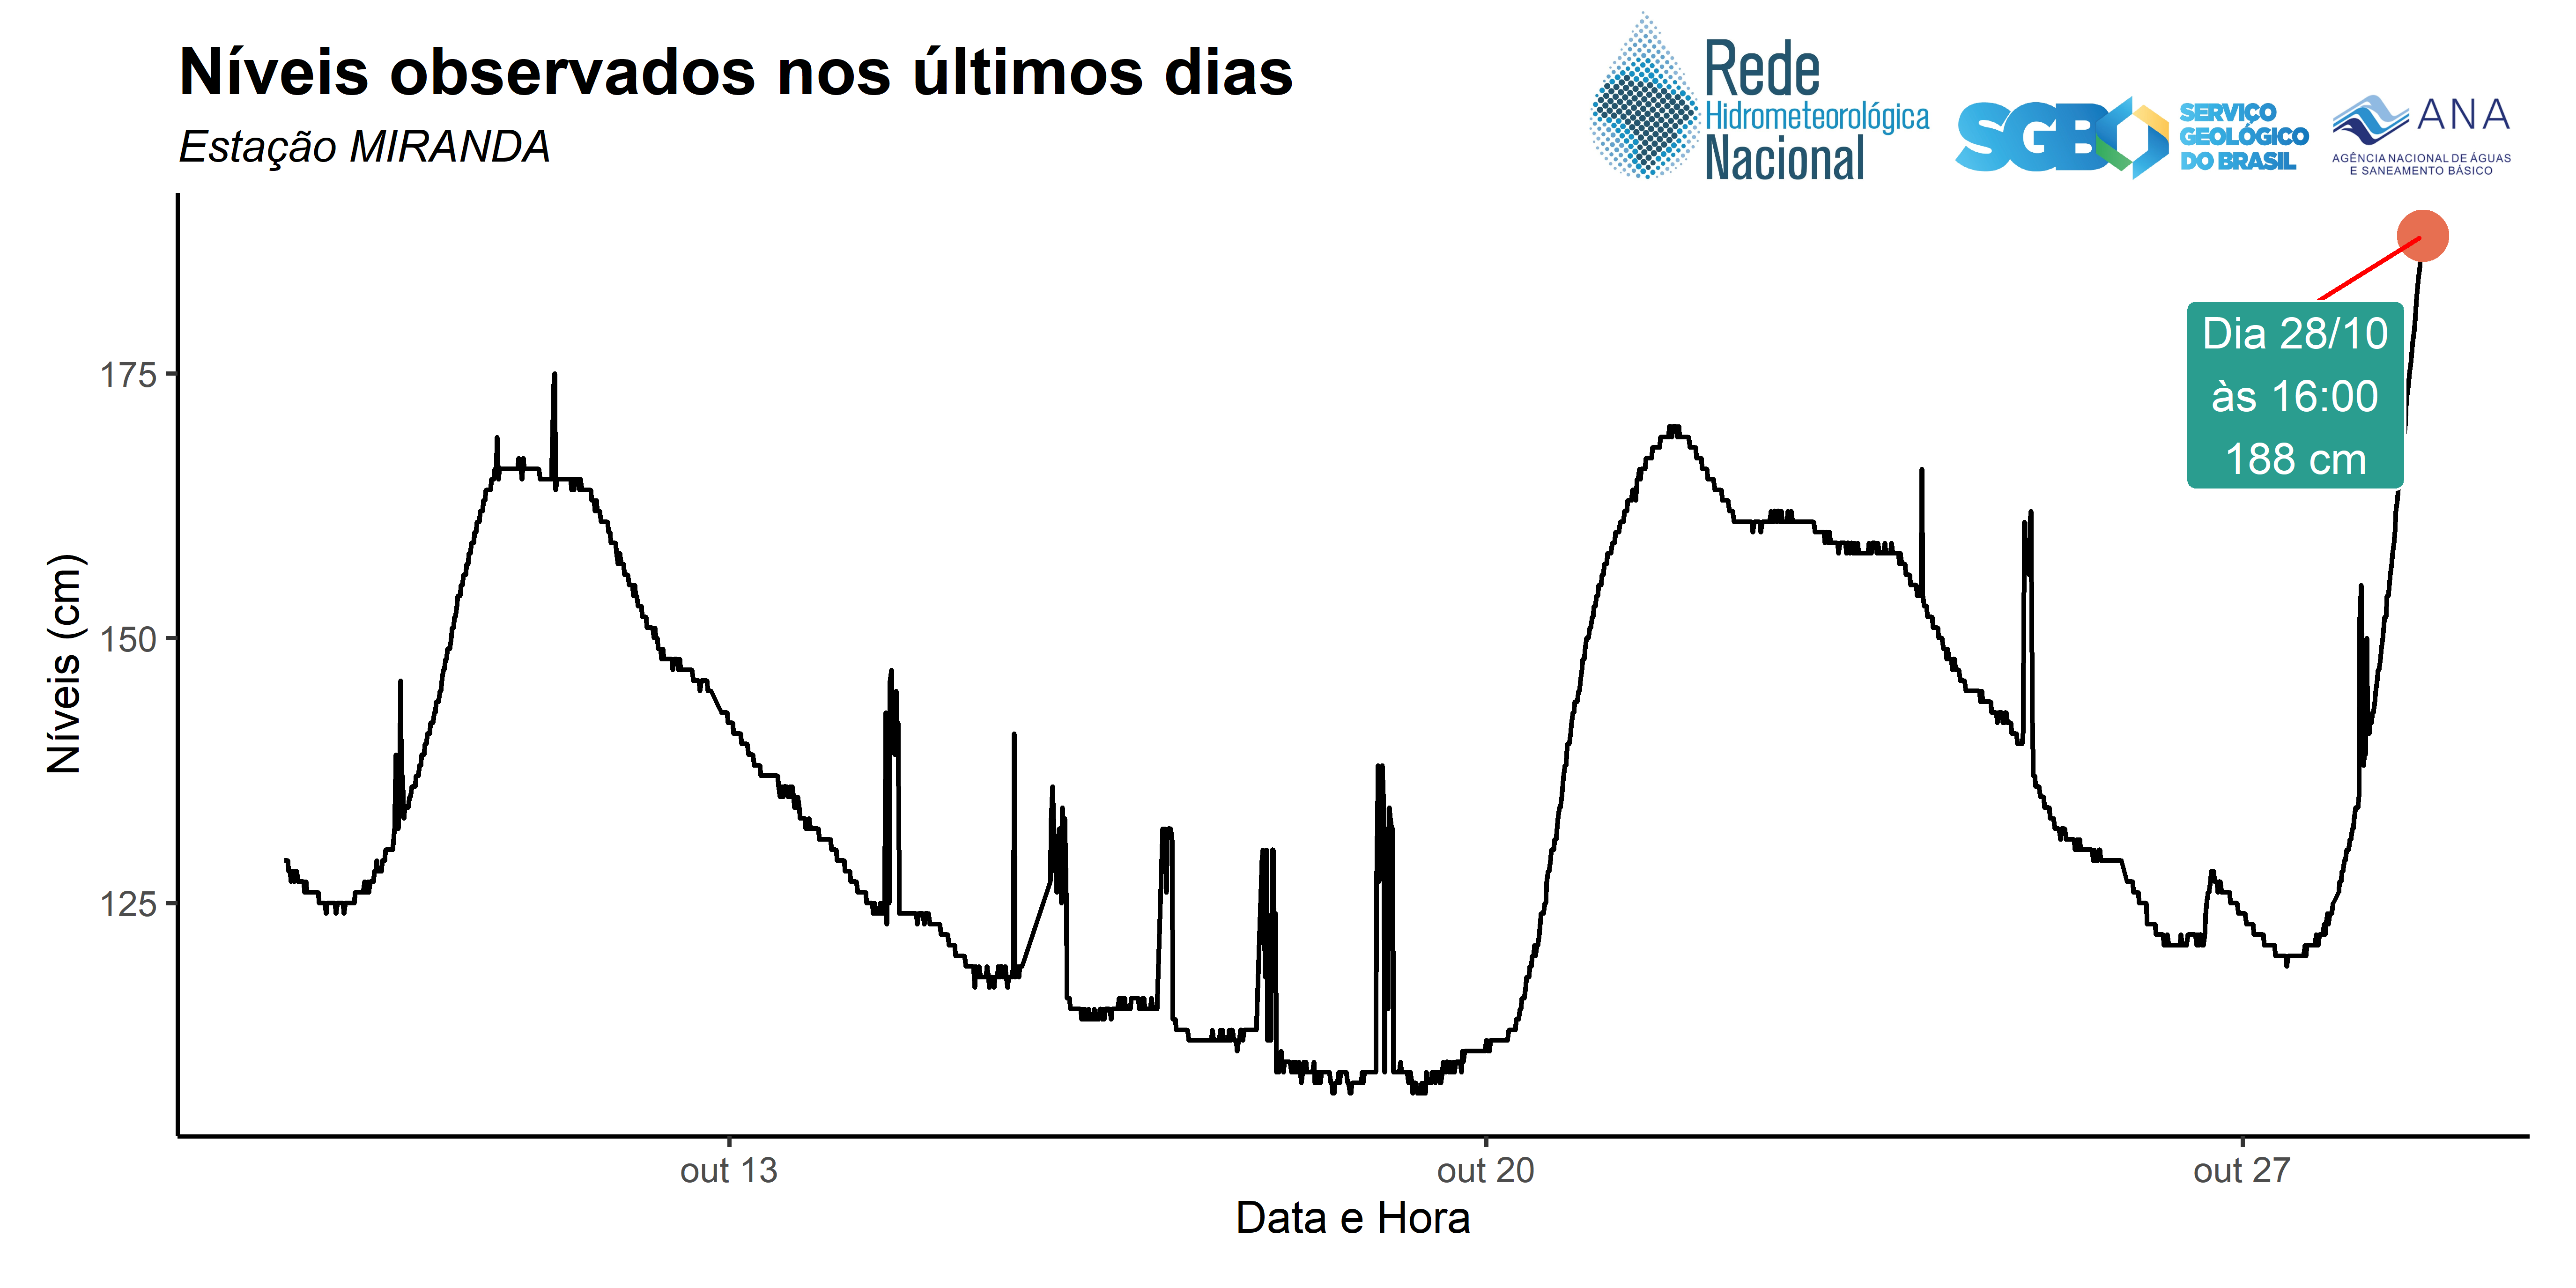 Níveis observados nos últimos dias
Estação MIRANDA
Rede
Hidrometeorológica
Nacional
SGB
SERVIÇO
GEOLÓGICO
DO BRASIL
ANA
AGÊNCIA NACIONAL DE ÁGUAS
E SANEAMENTO BÁSICO
Dia 28/10
às 16:00
188 cm
Níveis (cm)
175
150
125
out 13
out 20
out 27
Data e Hora